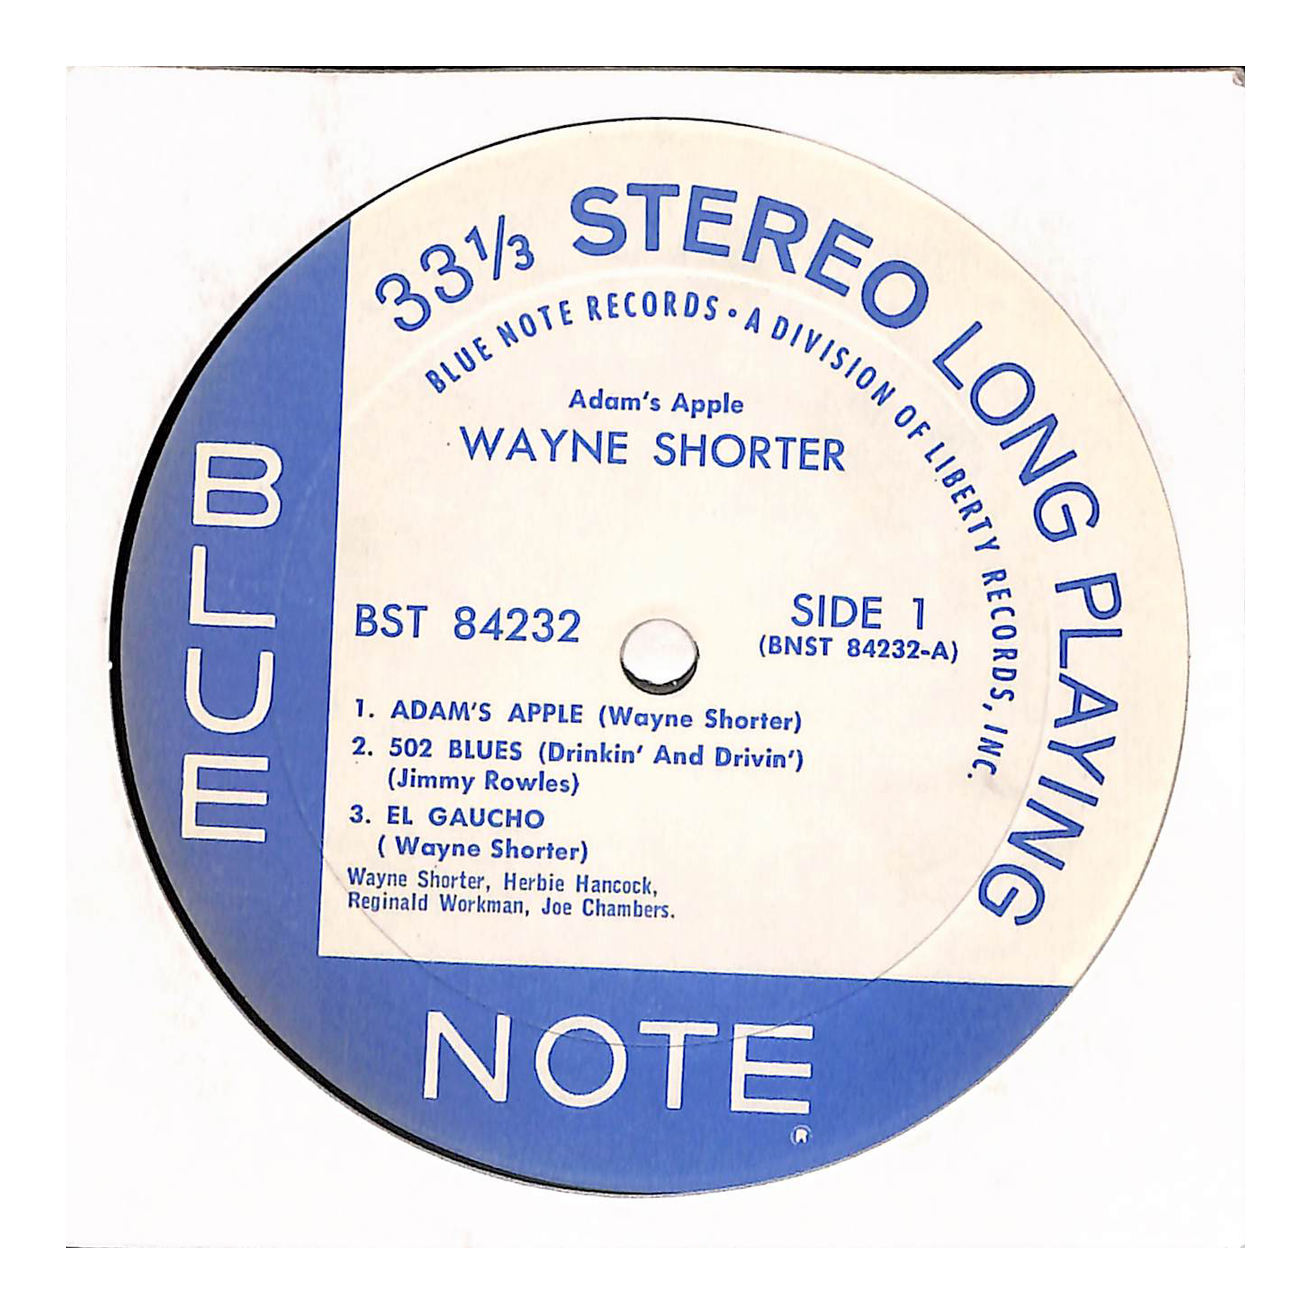 33⅓ STEREO LONG PLAYING
BLUE NOTE RECORDS • A DIVISION OF LIBERTY RECORDS, INC.
Adam's Apple
WAYNE SHORTER
BST 84232
SIDE 1
(BNST 84232-A)
1. ADAM'S APPLE (Wayne Shorter)
2. 502 BLUES (Drinkin' And Drivin')
(Jimmy Rowles)
3. EL GAUCHO
( Wayne Shorter)
Wayne Shorter, Herbie Hancock,
Reginald Workman, Joe Chambers.
BLUE
NOTE
®